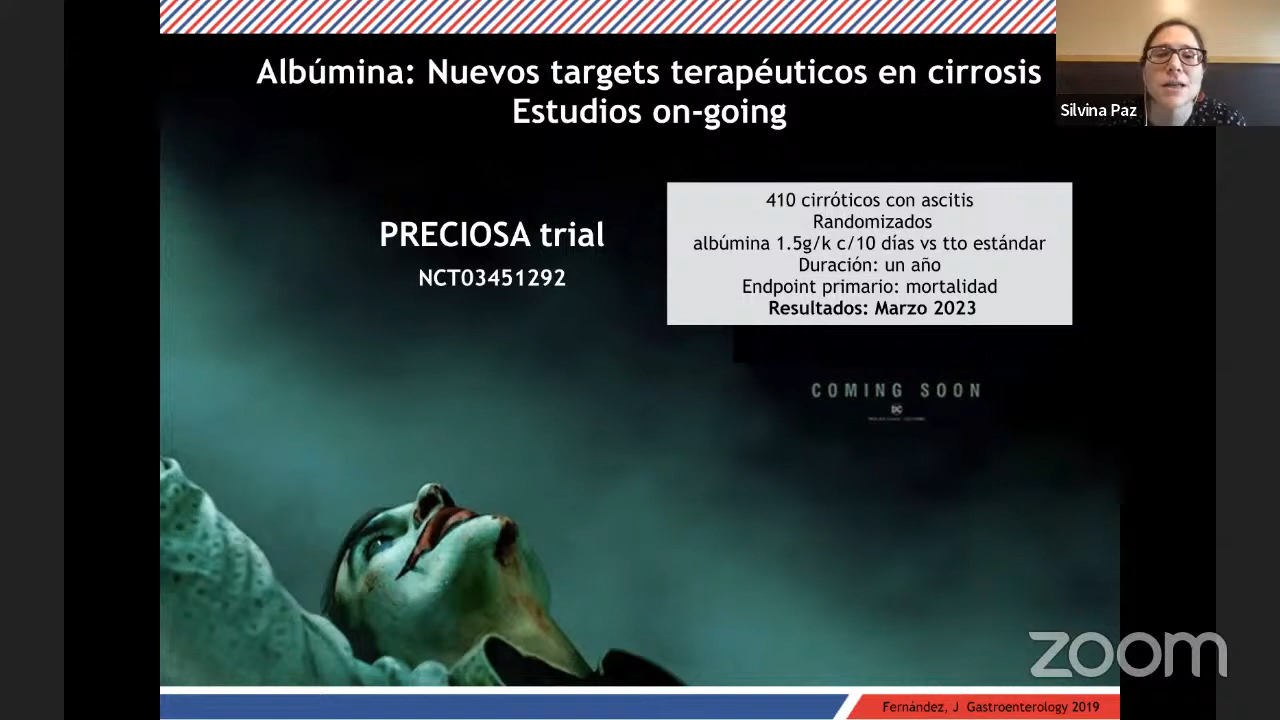 Albúmina: Nuevos targets terapéuticos en cirrosis
Estudios on-going
Silvina Paz
PRECIOSA trial
NCT03451292
410 cirróticos con ascitis
Randomizados
albúmina 1.5g/k c/10 días vs tto estándar
Duración: un año
Endpoint primario: mortalidad
Resultados: Marzo 2023
COMING SOON
DC
zoom
Fernández, J Gastroenterology 2019